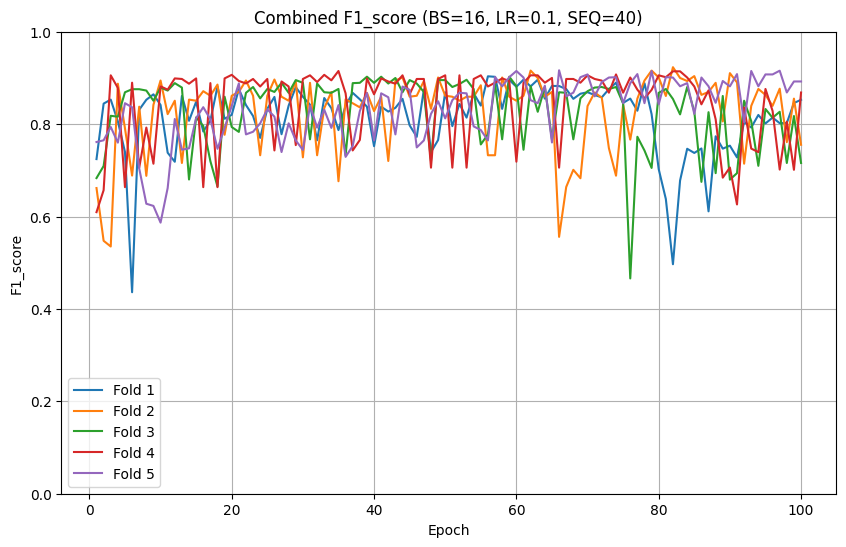 Combined F1_score (BS=16, LR=0.1, SEQ=40)
F1_score
1.0
0.8
0.6
0.4
0.2
0.0
Fold 1
Fold 2
Fold 3
Fold 4
Fold 5
0 20 40 60 80 100
Epoch